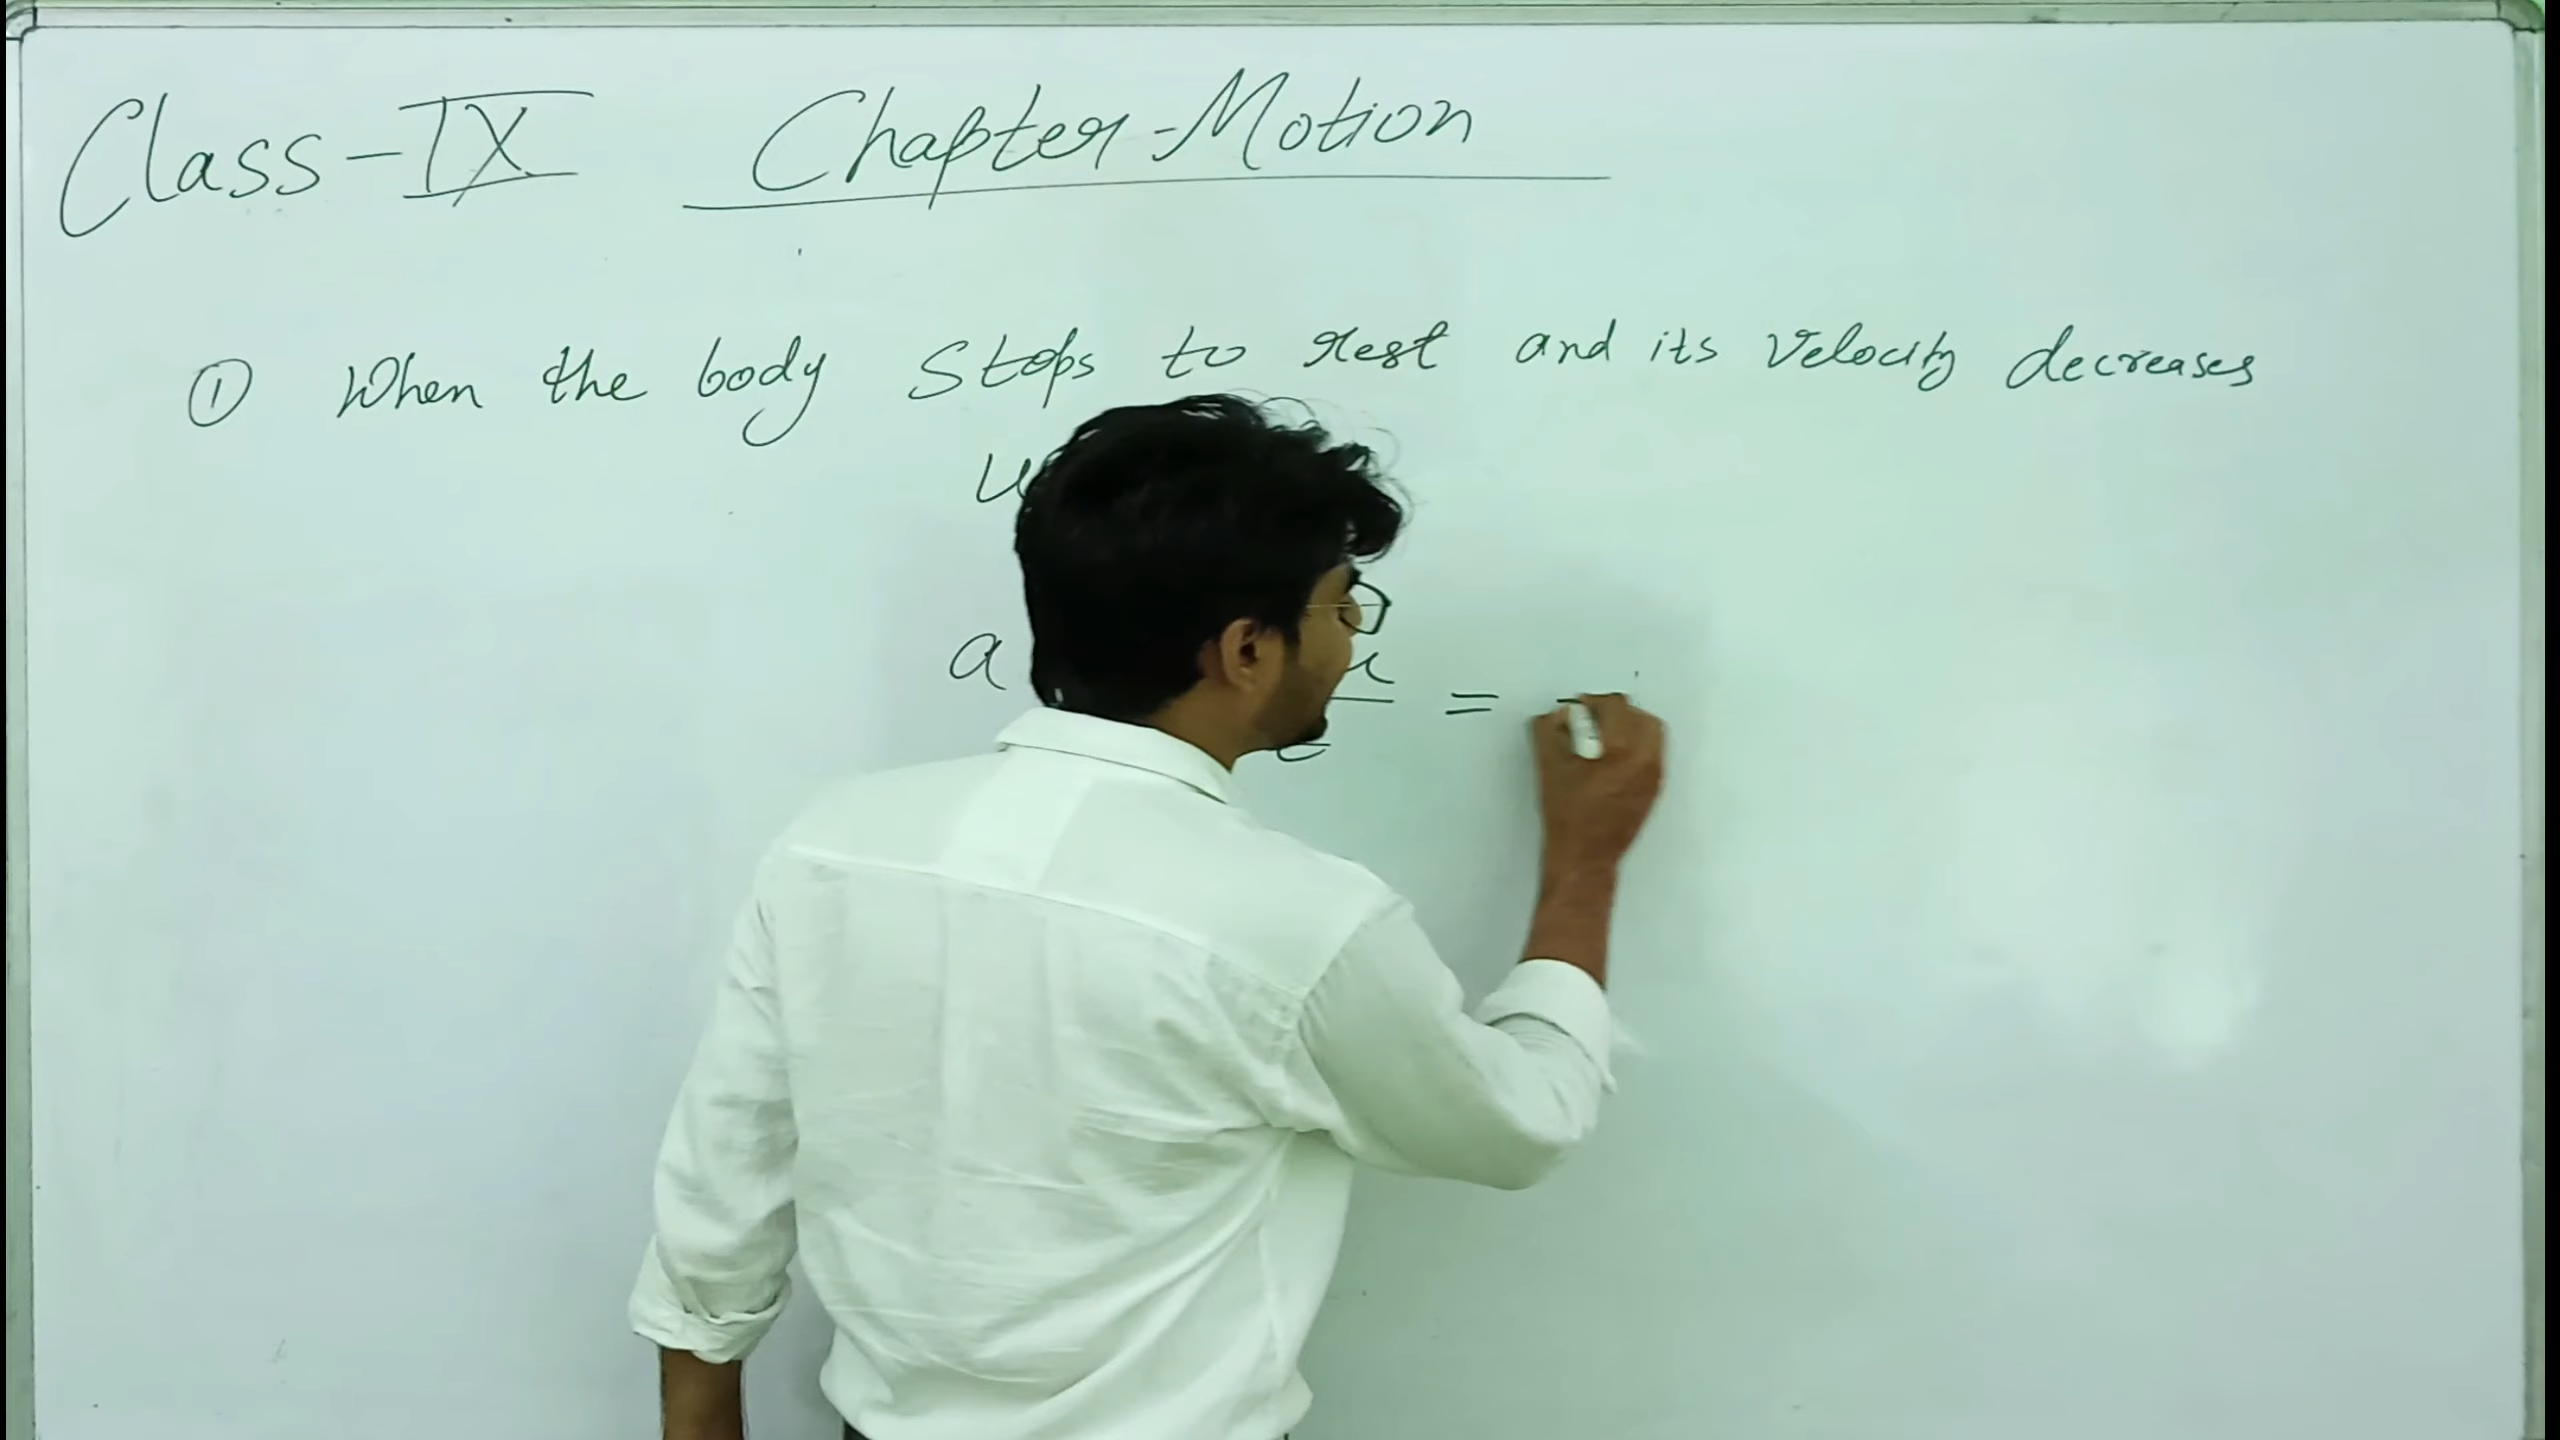 Class-IX Chapter-Motion
① When the body Stops to rest and its velocity decreases
u
a u
t = -